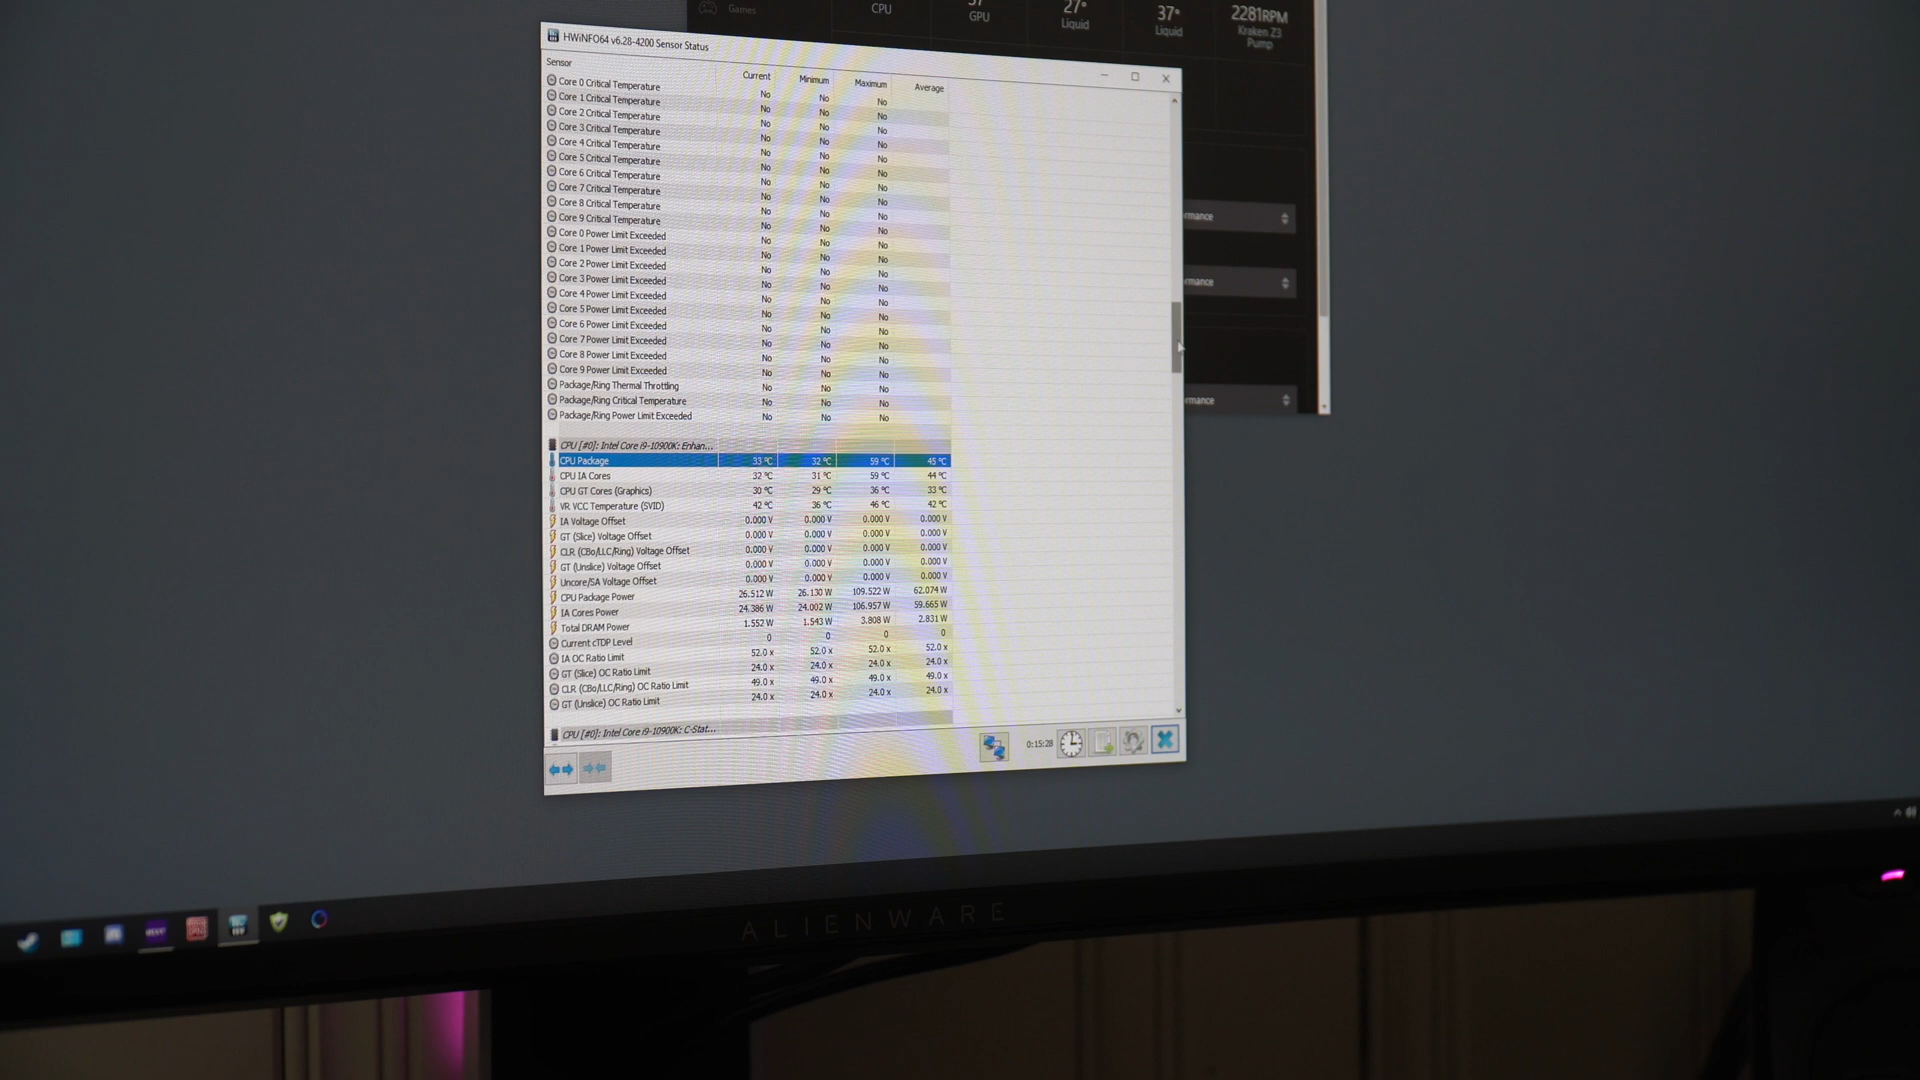 Games
CPU
37°
GPU
27°
Liquid
37°
Liquid
2281RPM
Kraken Z3
Pump
HWiNFO64 v6.28-4200 Sensor Status
Sensor Current Minimum Maximum Average
Core 0 Critical Temperature No No No
Core 1 Critical Temperature No No No
Core 2 Critical Temperature No No No
Core 3 Critical Temperature No No No
Core 4 Critical Temperature No No No
Core 5 Critical Temperature No No No
Core 6 Critical Temperature No No No
Core 7 Critical Temperature No No No
Core 8 Critical Temperature No No No
Core 9 Critical Temperature No No No
Core 0 Power Limit Exceeded No No No
Core 1 Power Limit Exceeded No No No
Core 2 Power Limit Exceeded No No No
Core 3 Power Limit Exceeded No No No
Core 4 Power Limit Exceeded No No No
Core 5 Power Limit Exceeded No No No
Core 6 Power Limit Exceeded No No No
Core 7 Power Limit Exceeded No No No
Core 8 Power Limit Exceeded No No No
Core 9 Power Limit Exceeded No No No
Package/Ring Thermal Throttling No No No
Package/Ring Critical Temperature No No No
Package/Ring Power Limit Exceeded No No No
CPU [#0]: Intel Core i9-10900K: Enhan...
CPU Package 33 °C 32 °C 59 °C 45 °C
CPU IA Cores 32 °C 31 °C 59 °C 44 °C
CPU GT Cores (Graphics) 30 °C 29 °C 36 °C 33 °C
VR VCC Temperature (SVID) 42 °C 36 °C 46 °C 42 °C
IA Voltage Offset 0.000 V 0.000 V 0.000 V 0.000 V
GT (Slice) Voltage Offset 0.000 V 0.000 V 0.000 V 0.000 V
CLR (CBo/LLC/Ring) Voltage Offset 0.000 V 0.000 V 0.000 V 0.000 V
GT (Unslice) Voltage Offset 0.000 V 0.000 V 0.000 V 0.000 V
Uncore/SA Voltage Offset 0.000 V 0.000 V 0.000 V 0.000 V
CPU Package Power 26.512 W 26.130 W 109.522 W 62.074 W
IA Cores Power 24.386 W 24.002 W 106.957 W 59.665 W
Total DRAM Power 1.552 W 1.543 W 3.808 W 2.831 W
Current cTDP Level 0 0 0 0
IA OC Ratio Limit 52.0 x 52.0 x 52.0 x 52.0 x
GT (Slice) OC Ratio Limit 24.0 x 24.0 x 24.0 x 24.0 x
CLR (CBo/LLC/Ring) OC Ratio Limit 49.0 x 49.0 x 49.0 x 49.0 x
GT (Unslice) OC Ratio Limit 24.0 x 24.0 x 24.0 x 24.0 x
CPU [#0]: Intel Core i9-10900K: C-Stat...
0:15:28
rmance
rmance
rmance
ALIENWARE